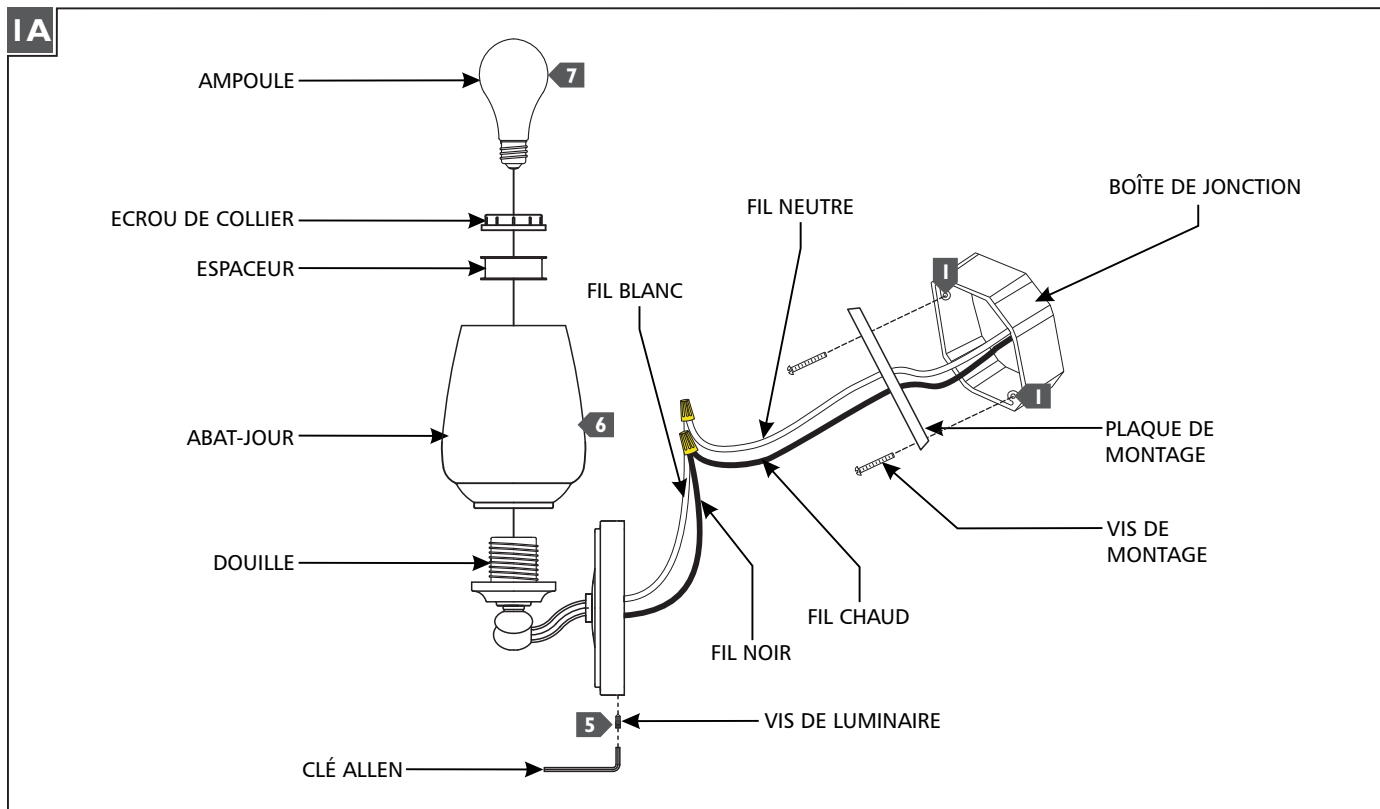 1A
AMPOULE
7
ECROU DE COLLIER
ESPACEUR
FIL BLANC
FIL NEUTRE
BOÎTE DE JONCTION
1
1
ABAT-JOUR
6
PLAQUE DE
MONTAGE
VIS DE
MONTAGE
DOUILLE
FIL CHAUD
FIL NOIR
5
VIS DE LUMINAIRE
CLÉ ALLEN